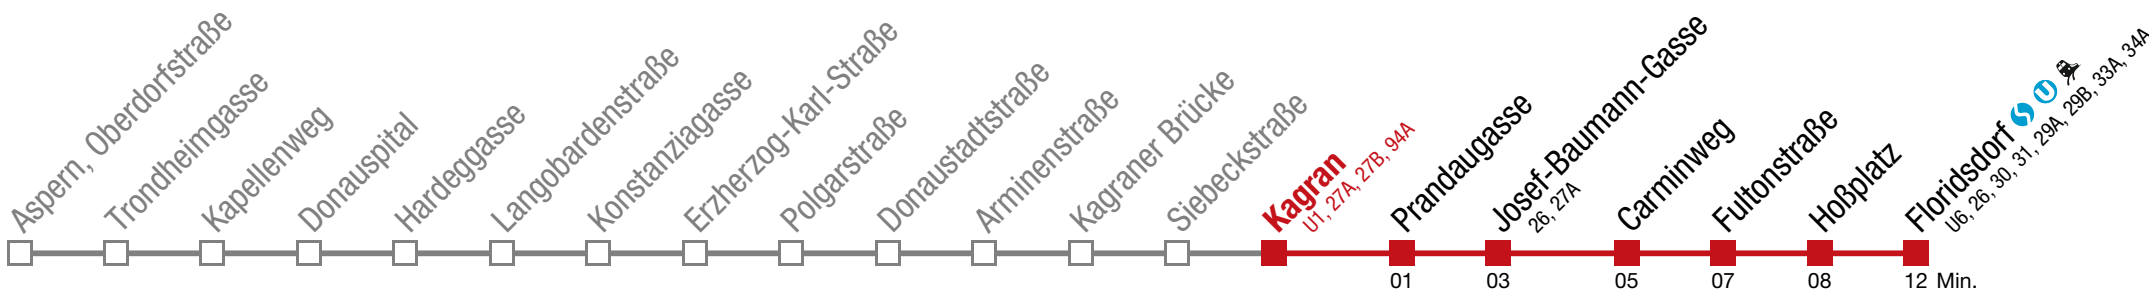 Aspern, Oberdorfstraße
Trondheimgasse
Kapellenweg
Donauspital
Hardeggasse
Langobardenstraße
Konstanziagasse
Erzherzog-Karl-Straße
Polgarstraße
Donaustadtstraße
Arminenstraße
Kagraner Brücke
Siebeckstraße
Kagran
U1, 27A, 27B, 94A
Prandaugasse
Josef-Baumann-Gasse
26, 27A
Carminweg
Fultonstraße
Hoßplatz
Floridsdorf S U
U6, 26, 30, 31, 29A, 29B, 33A, 34A
01 03 05 07 08 12 Min.